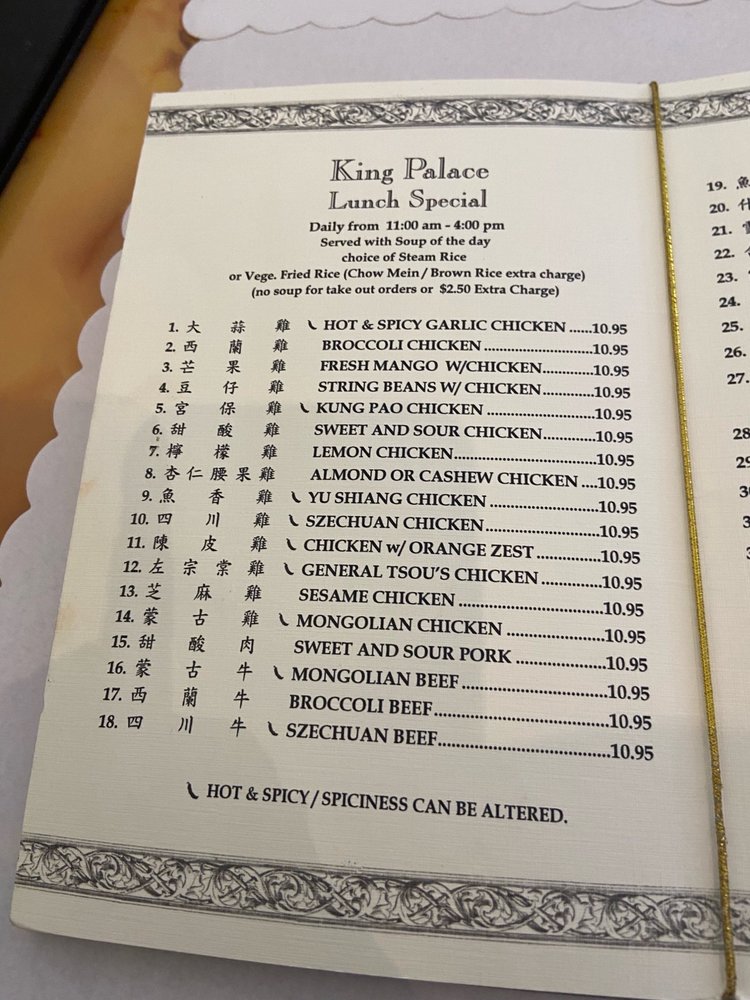 King Palace
Lunch Special
Daily from 11:00 am - 4:00 pm
Served with Soup of the day
choice of Steam Rice
or Vege. Fried Rice (Chow Mein / Brown Rice extra charge)
(no soup for take out orders or $2.50 Extra Charge)
1. 大 蒜 雞 HOT & SPICY GARLIC CHICKEN ......10.95
2. 西 蘭 雞 BROCCOLI CHICKEN ..............................10.95
3. 芒 果 雞 FRESH MANGO W/CHICKEN.................10.95
4. 豆 仔 雞 STRING BEANS W/ CHICKEN.................10.95
5. 宮 保 雞 KUNG PAO CHICKEN ............................10.95
6. 甜 酸 雞 SWEET AND SOUR CHICKEN.................10.95
7. 檸 檬 雞 LEMON CHICKEN......................................10.95
8. 杏 仁 腰 果 雞 ALMOND OR CASHEW CHICKEN ....10.95
9. 魚 香 雞 YU SHIANG CHICKEN ............................10.95
10. 四 川 雞 SZECHUAN CHICKEN.............................10.95
11. 陳 皮 雞 CHICKEN w/ ORANGE ZEST .................10.95
12. 左 宗 棠 雞 GENERAL TSOU'S CHICKEN .................10.95
13. 芝 麻 雞 SESAME CHICKEN ...................................10.95
14. 蒙 古 雞 MONGOLIAN CHICKEN ..........................10.95
15. 甜 酸 肉 SWEET AND SOUR PORK ........................10.95
16. 蒙 古 牛 MONGOLIAN BEEF ...................................10.95
17. 西 蘭 牛 BROCCOLI BEEF..........................................10.95
18. 四 川 牛 SZECHUAN BEEF.........................................10.95
HOT & SPICY / SPICINESS CAN BE ALTERED.
19. 魚
20. 什
21.
22.
23.
24.
25.
26.
27.
28
29